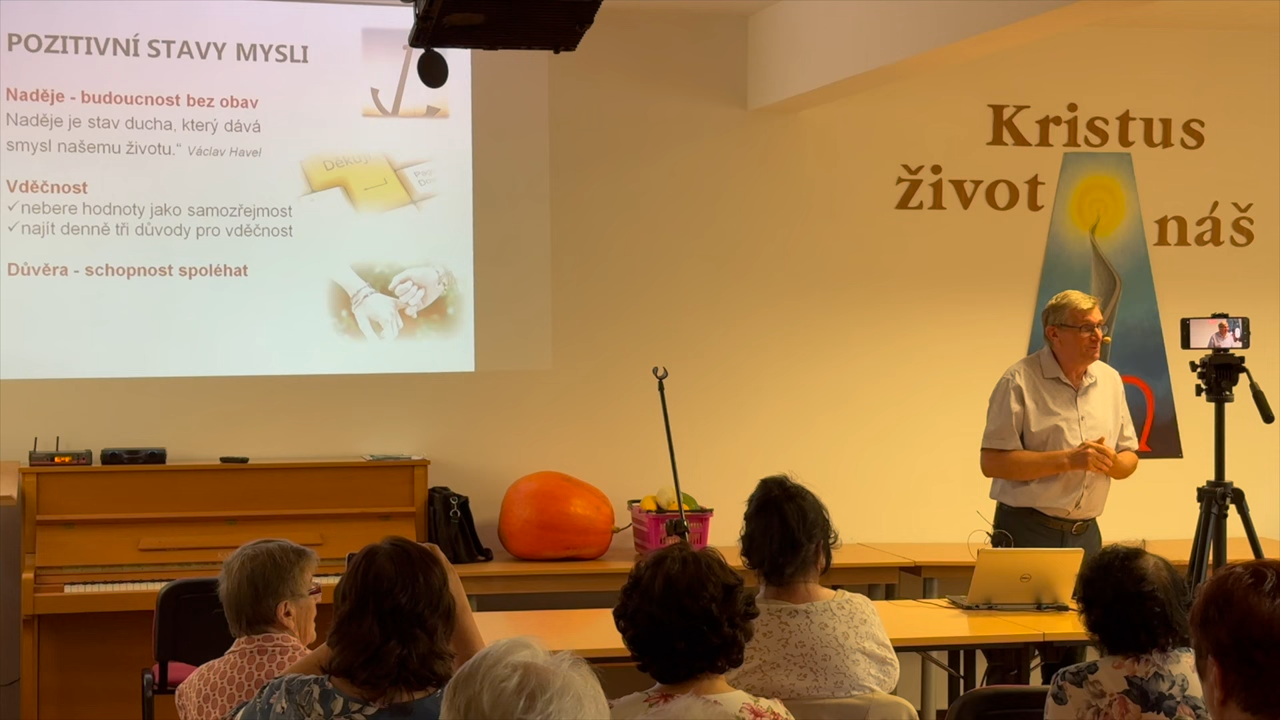 POZITIVNÍ STAVY MYSLI
Naděje - budoucnost bez obav
Naděje je stav ducha, který dává
smysl našemu životu.“ Václav Havel
Děkuji
Vděčnost
✓nebere hodnoty jako samozřejmost
✓najít denně tři důvody pro vděčnost
Důvěra - schopnost spoléhat
Kristus
život
náš
Ω
DELL